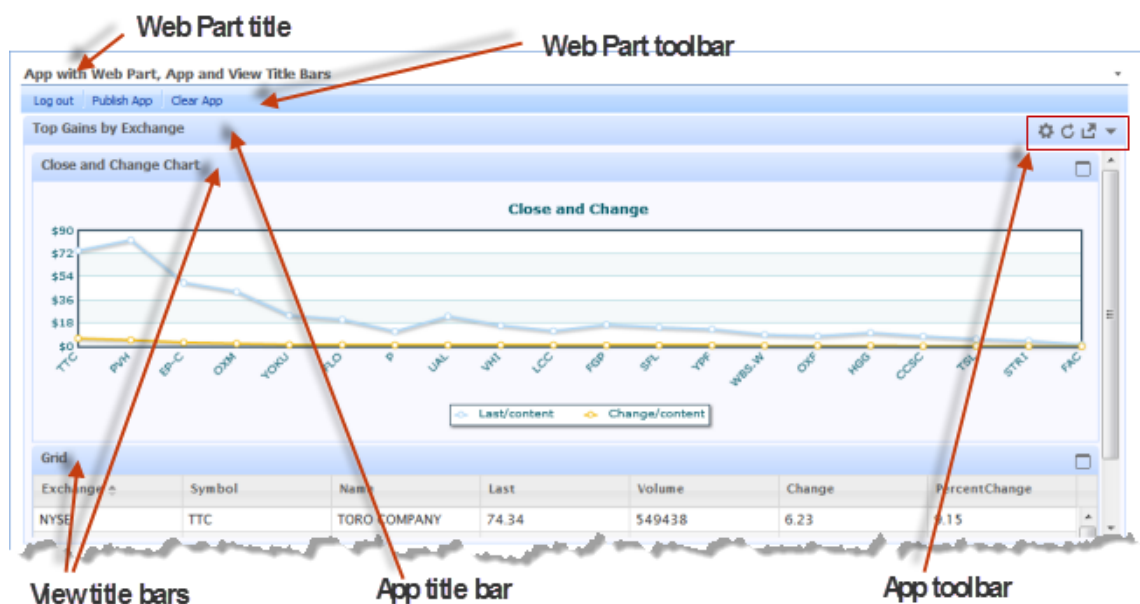 Web Part title
Web Part toolbar
App with Web Part, App and View Title Bars
Log out Publish App Clear App
Top Gains by Exchange
Close and Change Chart
Close and Change
$90
$72
$54
$36
$18
$0
TTC PVH EP-C OXM YOKU FLO P UAL VHI LCC FGP SFL YPF WBS.W OXF HGG CCSC TSL STRI FAC
Last/content Change/content
Grid
Exchange Symbol Name Last Volume Change PercentChange
NYSE TTC TORO COMPANY 74.34 549438 6.23 9.15
View title bars
App title bar
App toolbar